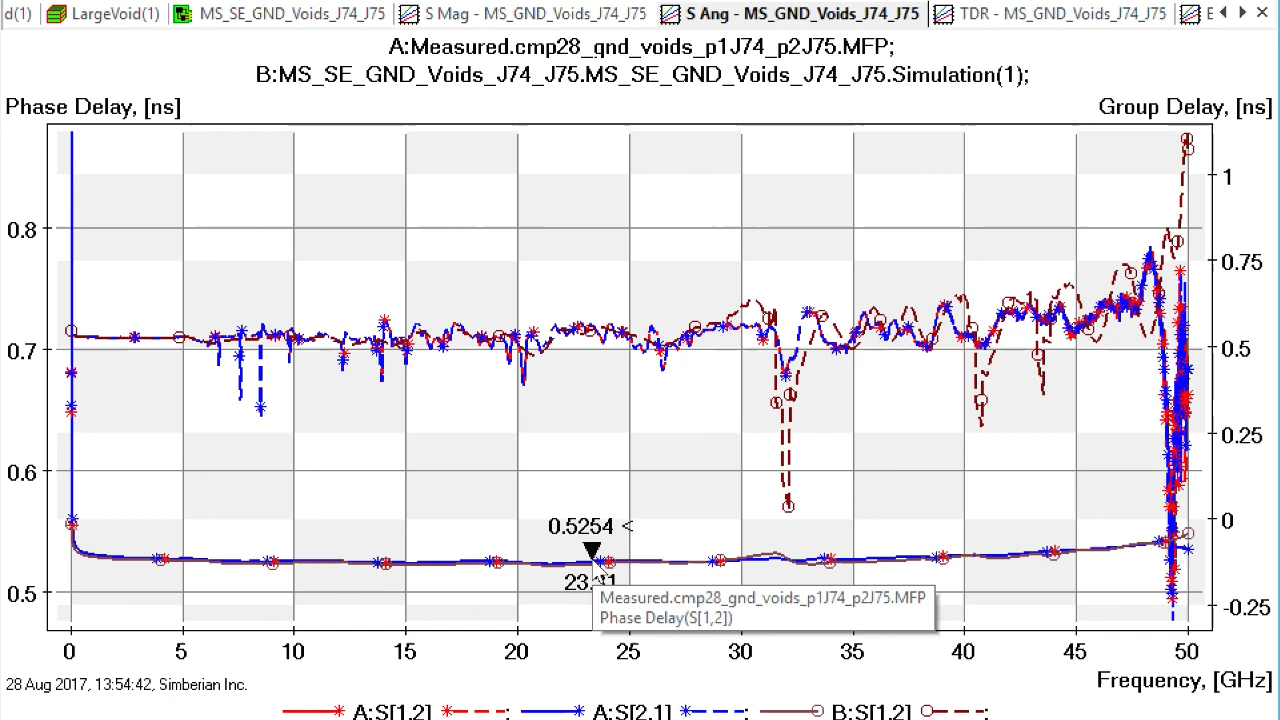 d(1) LargeVoid(1) MS_SE_GND_Voids_J74_J75 S Mag - MS_GND_Voids_J74_J75 S Ang - MS_GND_Voids_J74_J75 TDR - MS_GND_Voids_J74_J75 E
A:Measured.cmp28_gnd_voids_p1J74_p2J75.MFP;
B:MS_SE_GND_Voids_J74_J75.MS_SE_GND_Voids_J74_J75.Simulation(1);
Phase Delay, [ns] Group Delay, [ns]
1
0.8
0.75
0.7 0.5
0.6
0.25
0.5254 < 0
0.5
-0.25
Measured.cmp28_gnd_voids_p1J74_p2J75.MFP
Phase Delay(S[1,2])
0 5 10 15 20 25 30 35 40 45 50
28 Aug 2017, 13:54:42, Simberian Inc. Frequency, [GHz]
A:S[1,2] ; A:S[2,1] ; B:S[1,2] ;